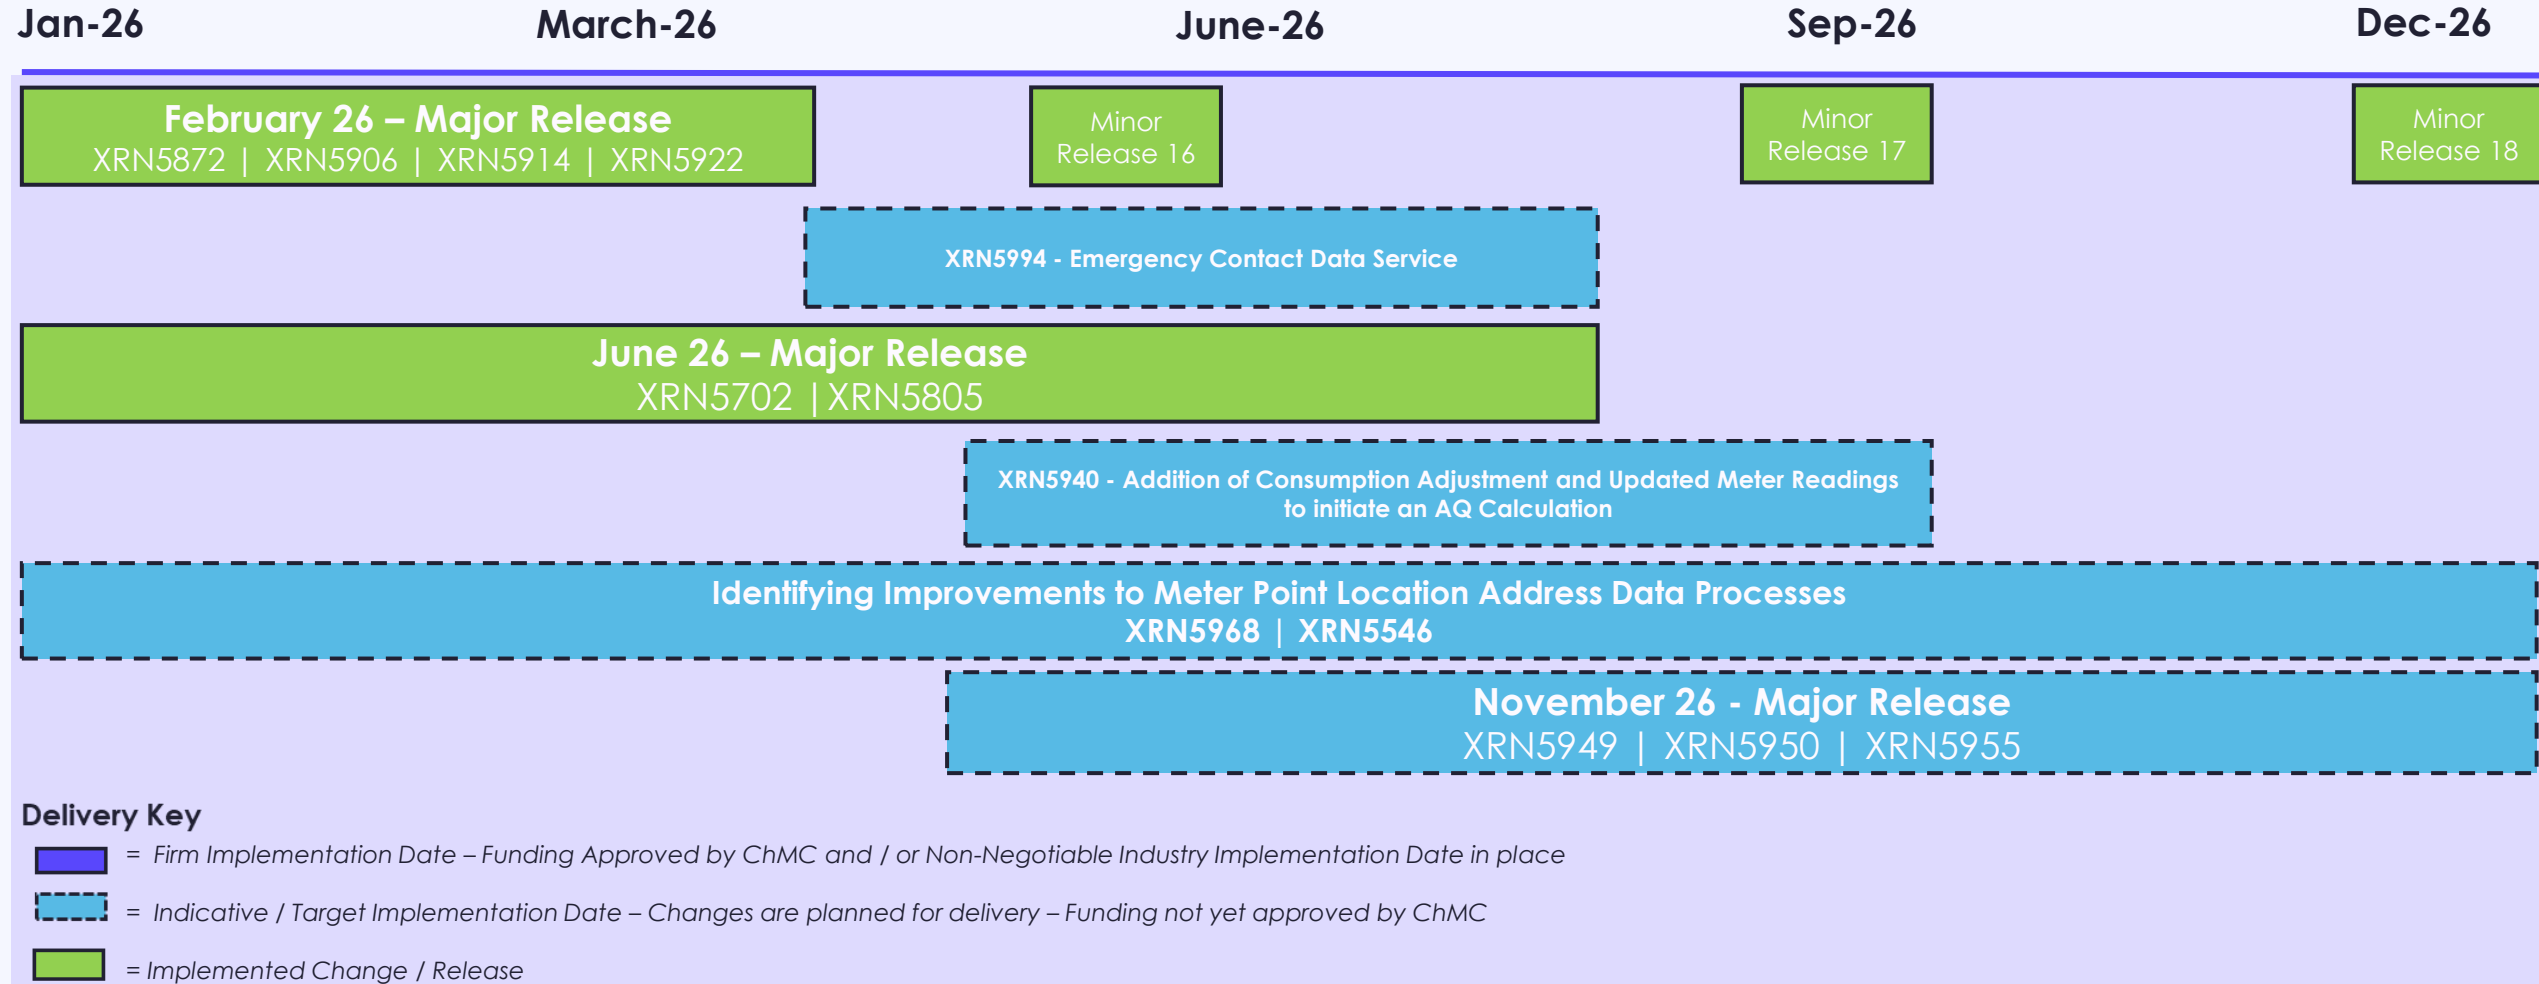 Jan-26
March-26
June-26
Sep-26
Dec-26
February 26 – Major Release
XRN5872 | XRN5906 | XRN5914 | XRN5922
Minor
Release 16
Minor
Release 17
Minor
Release 18
XRN5994 - Emergency Contact Data Service
June 26 – Major Release
XRN5702 |XRN5805
XRN5940 - Addition of Consumption Adjustment and Updated Meter Readings
to initiate an AQ Calculation
Identifying Improvements to Meter Point Location Address Data Processes
XRN5968 | XRN5546
November 26 - Major Release
XRN5949 | XRN5950 | XRN5955
Delivery Key
= Firm Implementation Date – Funding Approved by ChMC and / or Non-Negotiable Industry Implementation Date in place
= Indicative / Target Implementation Date – Changes are planned for delivery – Funding not yet approved by ChMC
= Implemented Change / Release